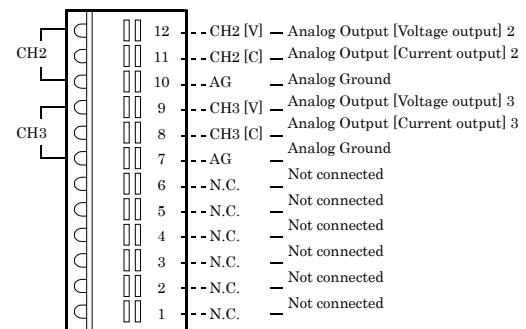 12 CH2 [V] Analog Output [Voltage output] 2
CH2 11 CH2 [C] Analog Output [Current output] 2
10 AG Analog Ground
9 CH3 [V] Analog Output [Voltage output] 3
CH3 8 CH3 [C] Analog Output [Current output] 3
7 AG Analog Ground
6 N.C. Not connected
5 N.C. Not connected
4 N.C. Not connected
3 N.C. Not connected
2 N.C. Not connected
1 N.C. Not connected